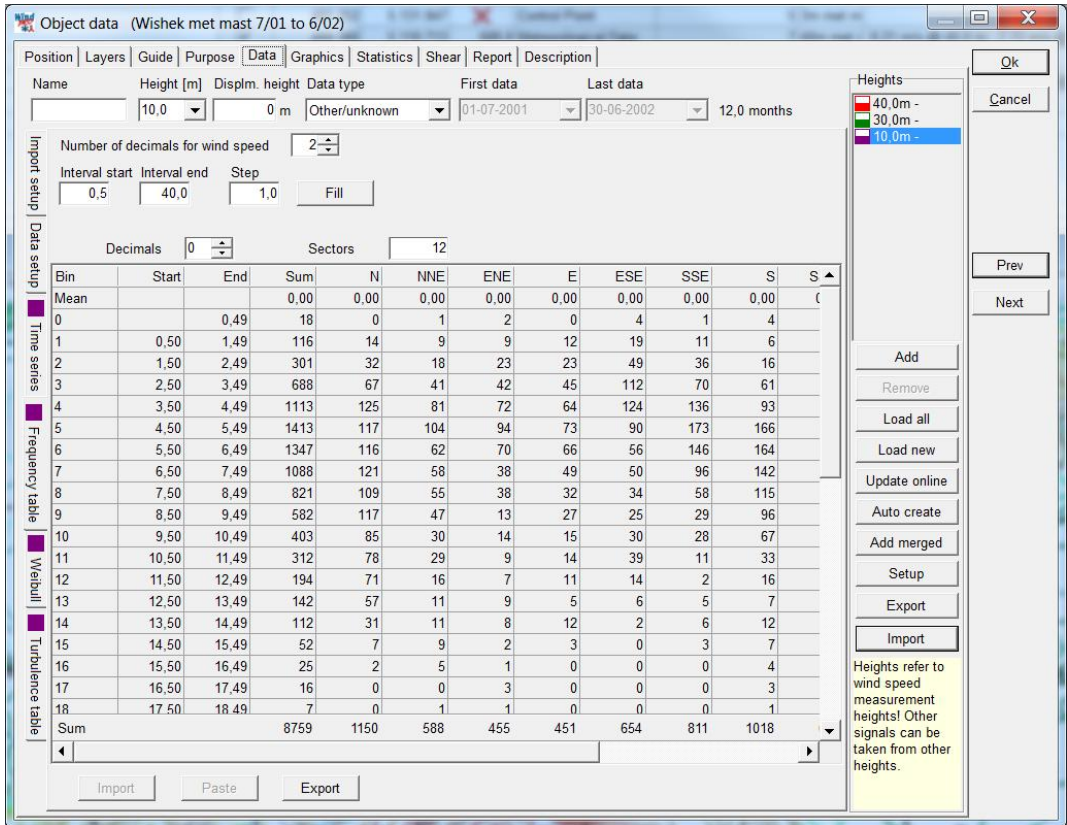 Object data (Wishek met mast 7/01 to 6/02)
Position Layers Guide Purpose Data Graphics Statistics Shear Report Description
Ok
Cancel
Prev
Next
Name Height [m] Displm. height Data type First data Last data
10,0 0 m Other/unknown 01-07-2001 30-06-2002 12,0 months
Heights
40,0m -
30,0m -
10,0m -
Import setup
Data setup
Time series
Frequency table
Weibull
Turbulence table
Number of decimals for wind speed 2
Interval start Interval end Step
0,5 40,0 1,0 Fill
Decimals 0 Sectors 12
Bin Start End Sum N NNE ENE E ESE SSE S S
Mean 0,00 0,00 0,00 0,00 0,00 0,00 0,00 0,00
0 0,49 18 0 1 2 0 4 1 4
1 0,50 1,49 116 14 9 9 12 19 11 6
2 1,50 2,49 301 32 18 23 23 49 36 16
3 2,50 3,49 688 67 41 42 45 112 70 61
4 3,50 4,49 1113 125 81 72 64 124 136 93
5 4,50 5,49 1413 117 104 94 73 90 173 166
6 5,50 6,49 1347 116 62 70 66 56 146 164
7 6,50 7,49 1088 121 58 38 49 50 96 142
8 7,50 8,49 821 109 55 38 32 34 58 115
9 8,50 9,49 582 117 47 13 27 25 29 96
10 9,50 10,49 403 85 30 14 15 30 28 67
11 10,50 11,49 312 78 29 9 14 39 11 33
12 11,50 12,49 194 71 16 7 11 14 2 16
13 12,50 13,49 142 57 11 9 5 6 5 7
14 13,50 14,49 112 31 11 8 12 2 6 12
15 14,50 15,49 52 7 9 2 3 0 3 7
16 15,50 16,49 25 2 5 1 0 0 0 4
17 16,50 17,49 16 0 0 3 0 0 0 3
18 17,50 18,49 7 0 1 1 0 0 0 1
Sum 8759 1150 588 455 451 654 811 1018
Import Paste Export
Add
Remove
Load all
Load new
Update online
Auto create
Add merged
Setup
Export
Import
Heights refer to
wind speed
measurement
heights! Other
signals can be
taken from other
heights.